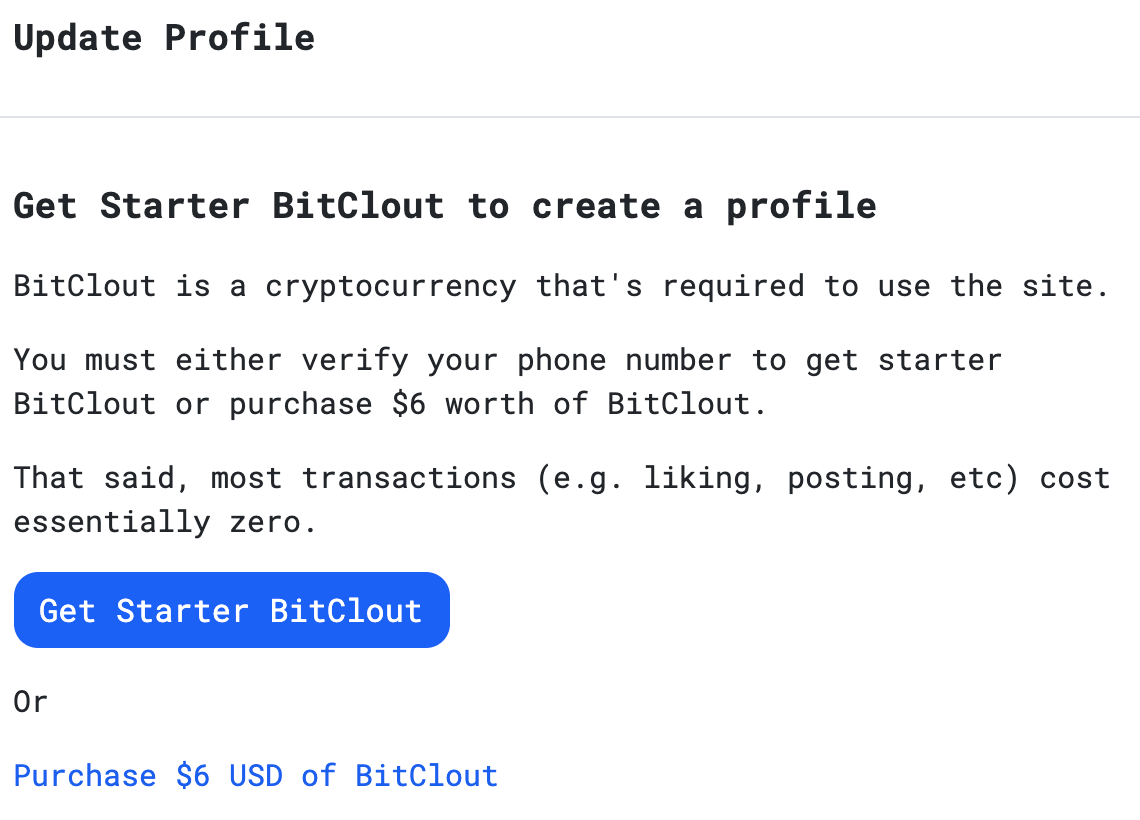 Update Profile
Get Starter BitClout to create a profile
BitClout is a cryptocurrency that's required to use the site.
You must either verify your phone number to get starter
BitClout or purchase $6 worth of BitClout.
That said, most transactions (e.g. liking, posting, etc) cost
essentially zero.
Get Starter BitClout
Or
Purchase $6 USD of BitClout